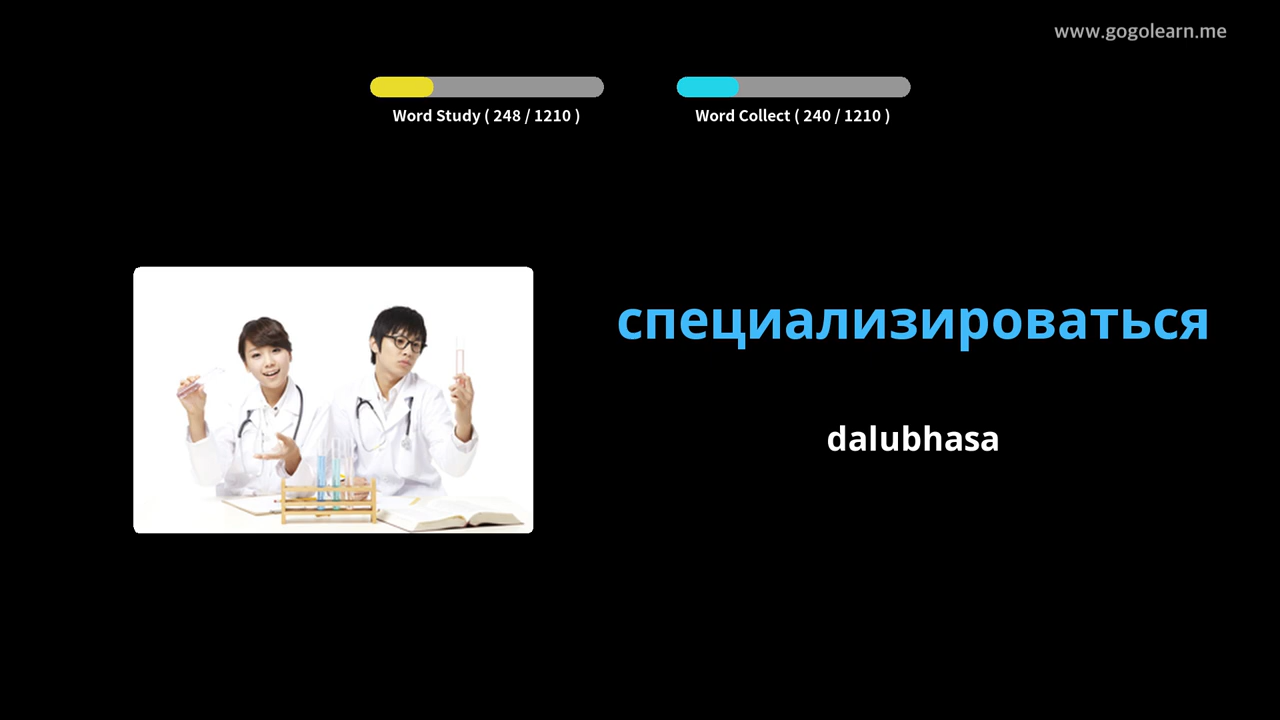 www.gogolearn.me
Word Study ( 248 / 1210 )
Word Collect ( 240 / 1210 )
специализироваться
dalubhasa